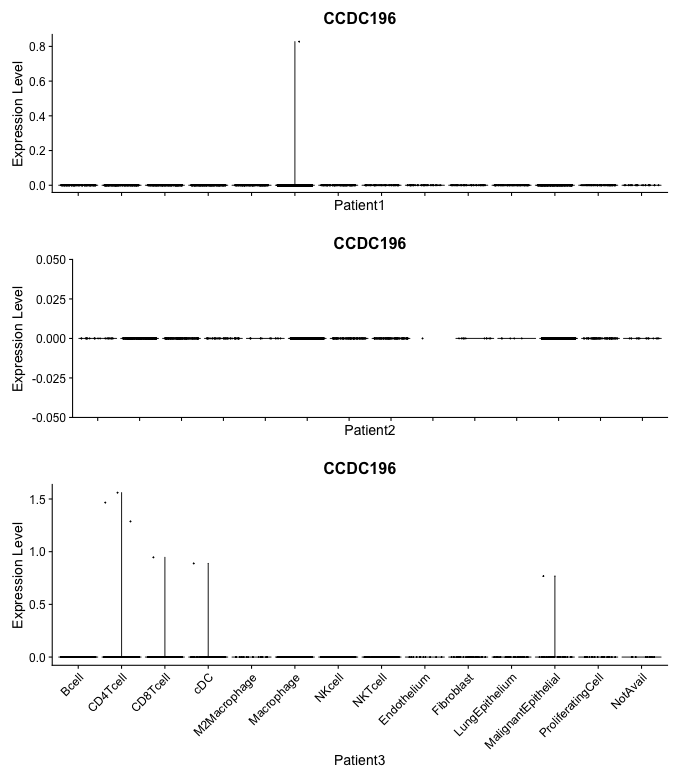 CCDC196
Expression Level
0.8
0.6
0.4
0.2
0.0
Patient1
CCDC196
Expression Level
0.050
0.025
0.000
-0.025
-0.050
Patient2
CCDC196
Expression Level
1.5
1.0
0.5
0.0
Bcell
CD4Tcell
CD8Tcell
cDC
M2Macrophage
Macrophage
NKcell
NKTcell
Endothelium
Fibroblast
LungEpithelium
MalignantEpithelial
ProliferatingCell
NotAvail
Patient3